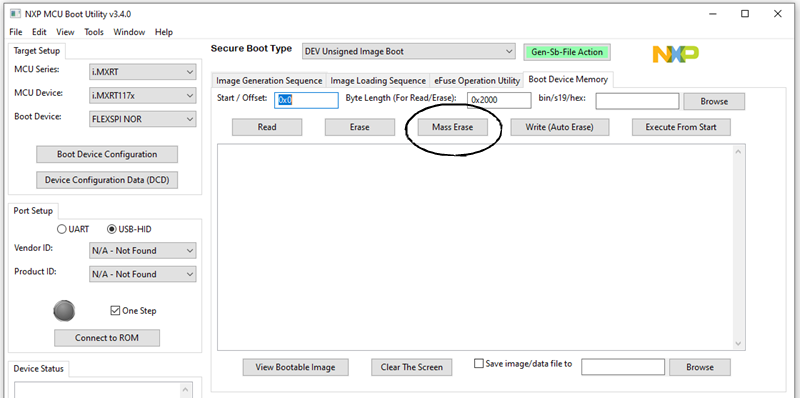 NXP MCU Boot Utility v3.4.0
File Edit View Tools Window Help
Target Setup
MCU Series: i.MXRT
MCU Device: i.MXRT117x
Boot Device: FLEXSPI NOR
Boot Device Configuration
Device Configuration Data (DCD)
Port Setup
UART USB-HID
Vendor ID: N/A - Not Found
Product ID: N/A - Not Found
One Step
Connect to ROM
Device Status
Secure Boot Type DEV Unsigned Image Boot Gen-Sb-File Action NXP
Image Generation Sequence Image Loading Sequence eFuse Operation Utility Boot Device Memory
Start / Offset: 0x0 Byte Length (For Read/Erase): 0x2000 bin/s19/hex: Browse
Read Erase Mass Erase Write (Auto Erase) Execute From Start
View Bootable Image Clear The Screen Save image/data file to Browse